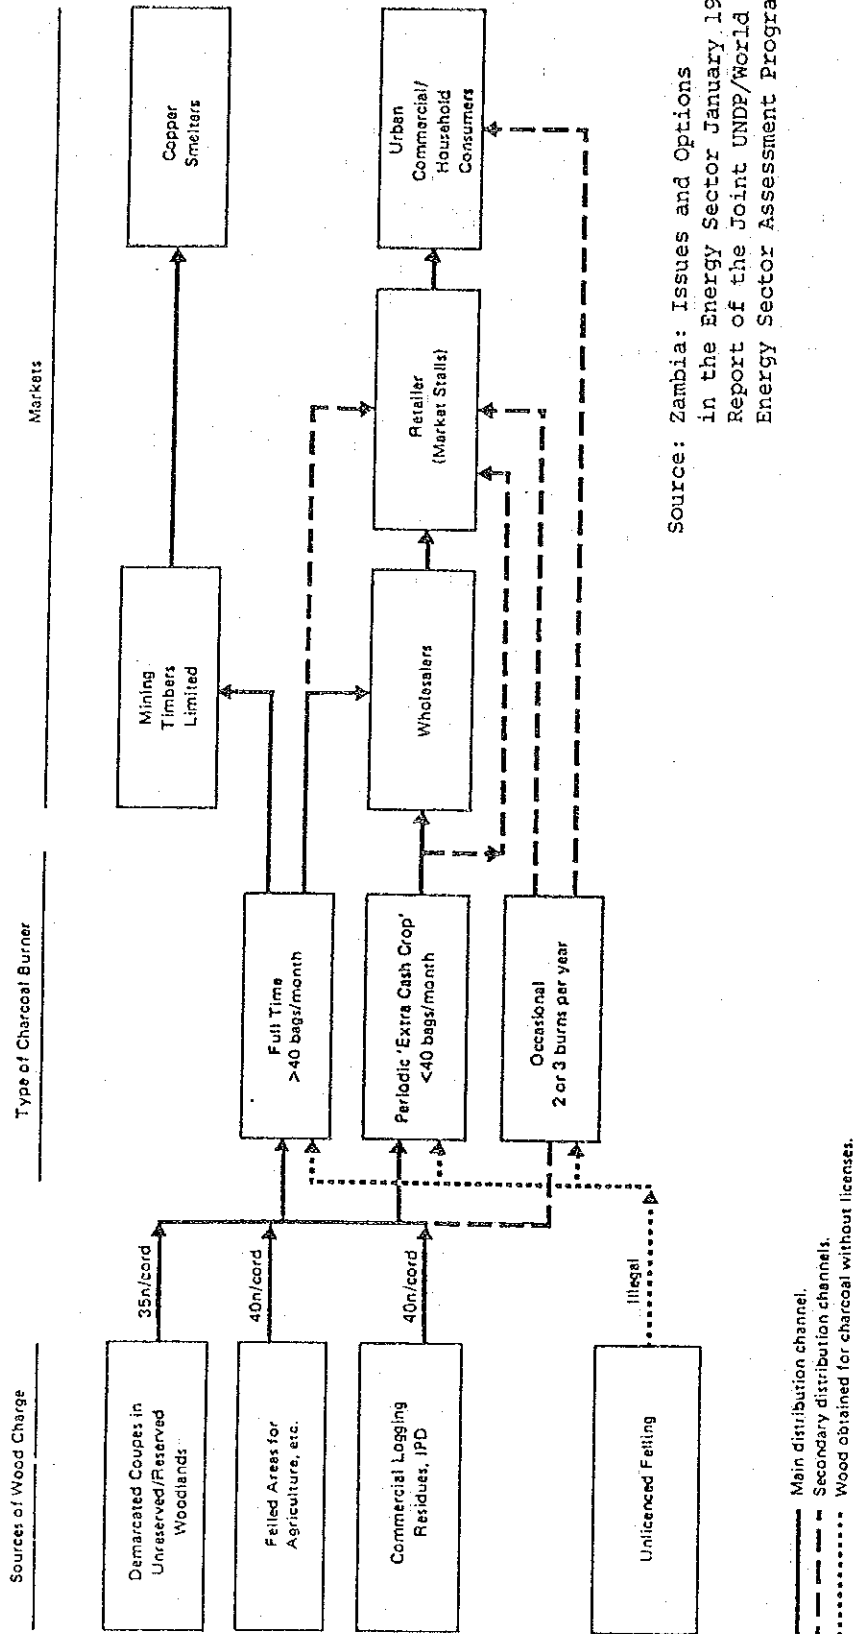 Sources of Wood Charge
Type of Charcoal Burner
Markets
Demarcated Coupes in
Unreserved/Reserved
Woodlands
35n/cord
Felled Areas for
Agriculture, etc.
40n/cord
Commercial Logging
Residues, IPD
40n/cord
Unlicenced Felling
Illegal
Full Time
>40 bags/month
Periodic 'Extra Cash Crop'
<40 bags/month
Occasional
2 or 3 burns per year
Mining
Timbers
Limited
Wholesalers
Retailer
(Market Stalls)
Copper
Smelters
Urban
Commercial/
Household
Consumers
Main distribution channel.
Secondary distribution channels.
Wood obtained for charcoal without licenses.
Source: Zambia: Issues and Options
in the Energy Sector January 19
Report of the Joint UNDP/World
Energy Sector Assessment Progra